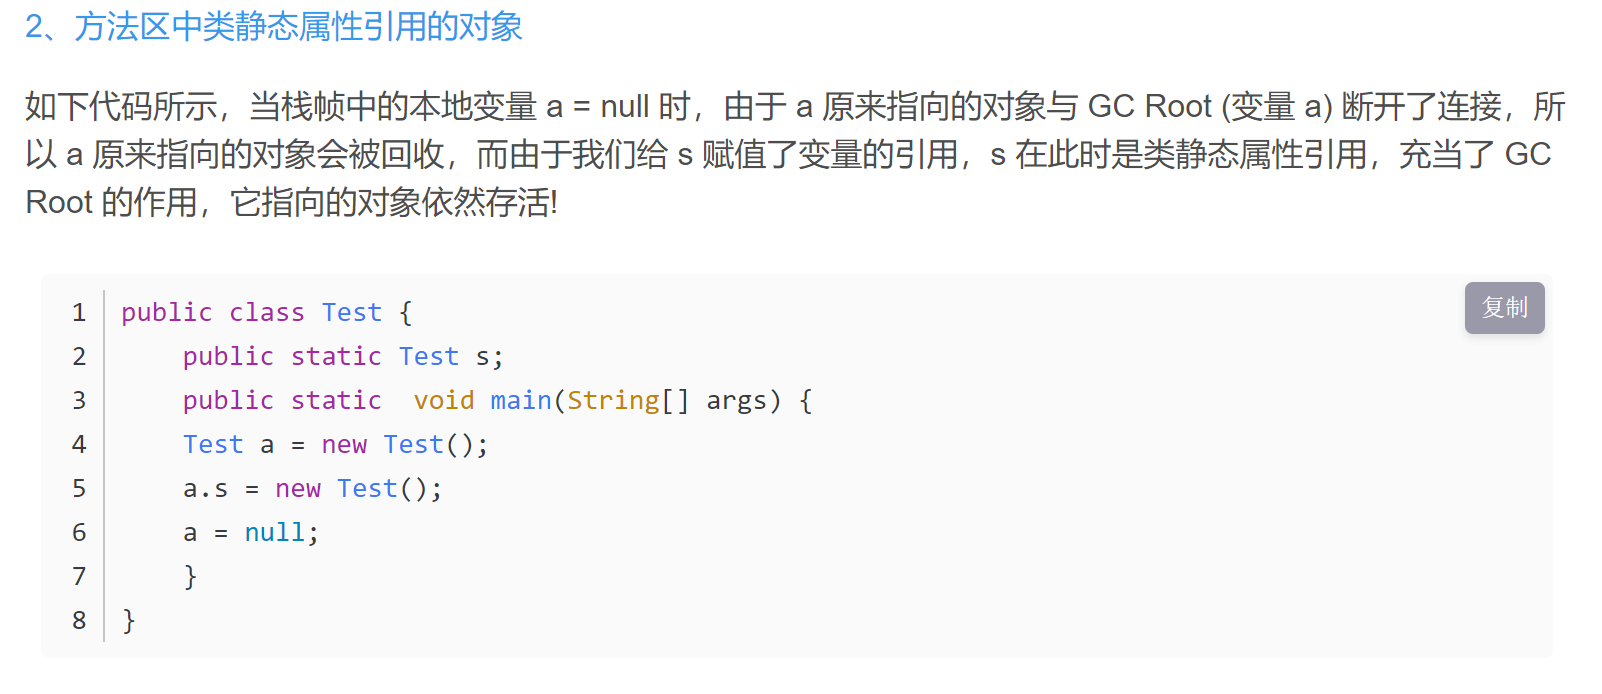 2、方法区中类静态属性引用的对象
如下代码所示，当栈帧中的本地变量 a = null 时，由于 a 原来指向的对象与 GC Root (变量 a) 断开了连接，所
以 a 原来指向的对象会被回收，而由于我们给 s 赋值了变量的引用，s 在此时是类静态属性引用，充当了 GC
Root 的作用，它指向的对象依然存活!
复制
1 public class Test {
2     public static Test s;
3     public static  void main(String[] args) {
4     Test a = new Test();
5     a.s = new Test();
6     a = null;
7     }
8 }